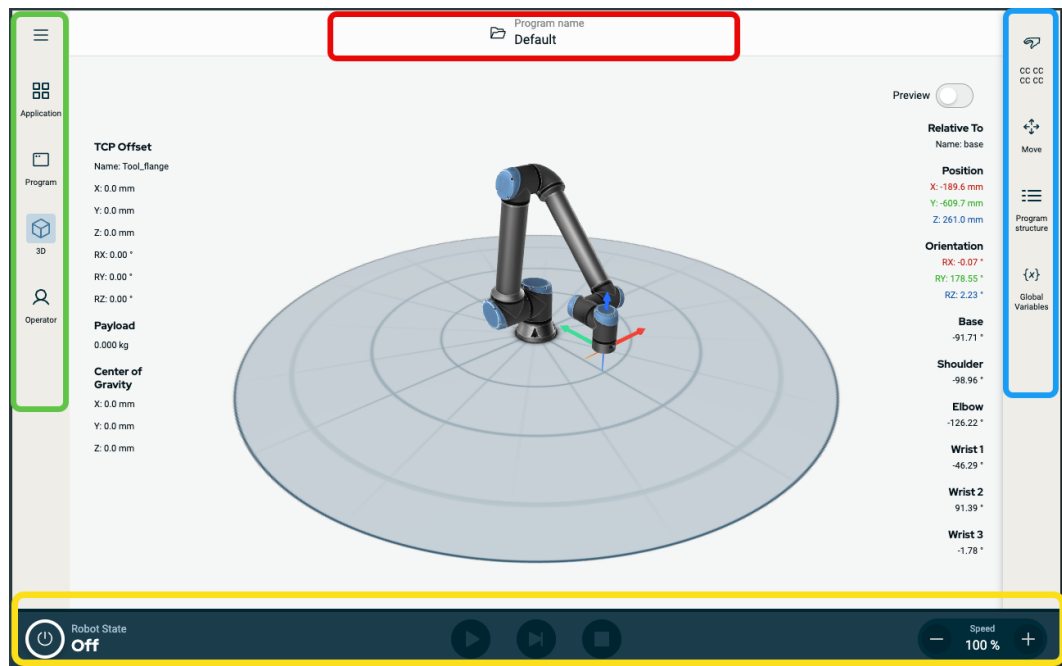 Program name
Default
Application
Program
3D
Operator
TCP Offset
Name: Tool_flange
X: 0.0 mm
Y: 0.0 mm
Z: 0.0 mm
RX: 0.00 °
RY: 0.00 °
RZ: 0.00 °
Payload
0.000 kg
Center of
Gravity
X: 0.0 mm
Y: 0.0 mm
Z: 0.0 mm
Preview
Relative To
Name: base
Position
X: -189.6 mm
Y: -609.7 mm
Z: 261.0 mm
Orientation
RX: -0.07 °
RY: 178.55 °
RZ: 2.23 °
Base
-91.71 °
Shoulder
-98.96 °
Elbow
-126.22 °
Wrist 1
-46.29 °
Wrist 2
91.39 °
Wrist 3
-1.78 °
CC CC
CC CC
Move
Program
structure
{x}
Global
Variables
Robot State
Off
Speed
100 %